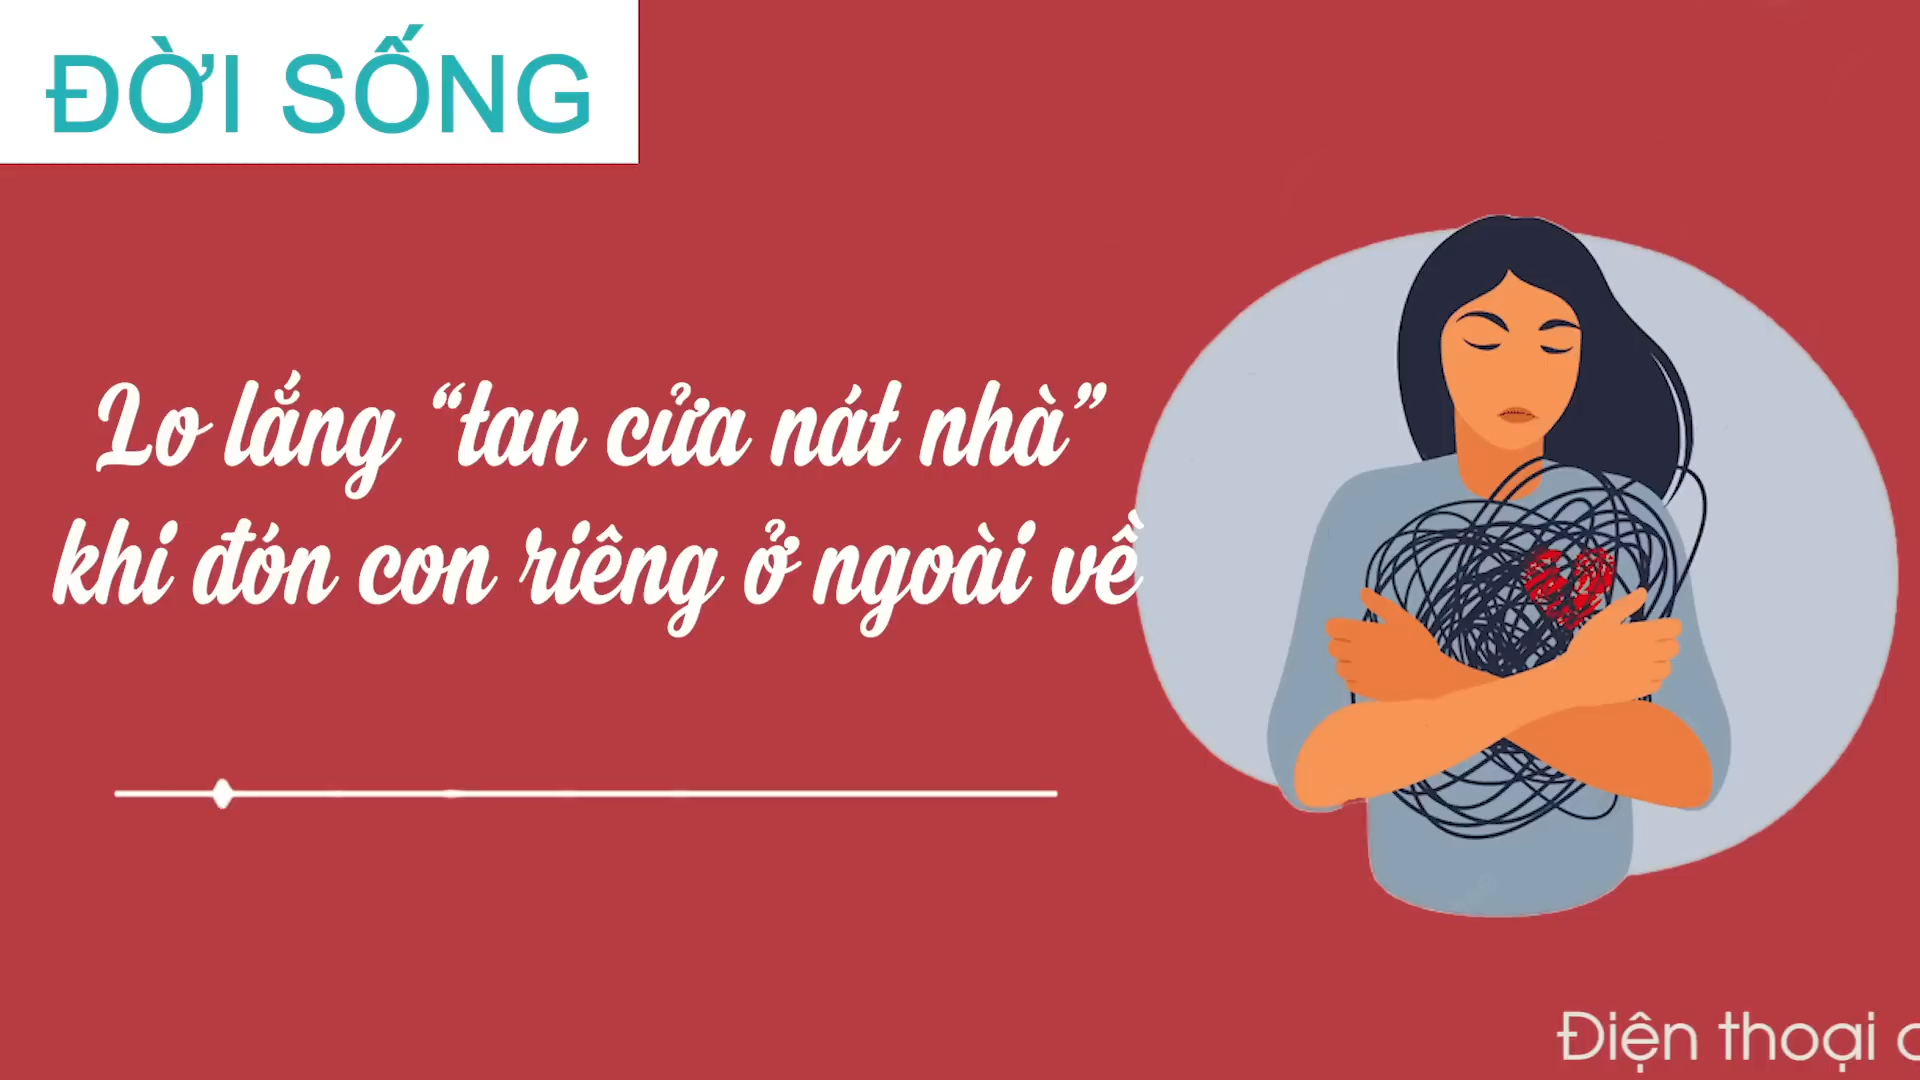 ĐỜI SỐNG
Lo lắng “tan cửa nát nhà”
khi đón con riêng ở ngoài về
Điện thoại